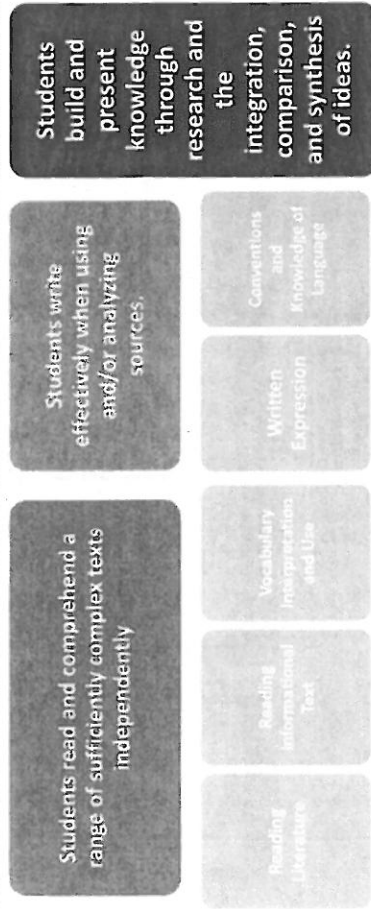 Students read and comprehend a
range of sufficiently complex texts
independently
Students write
effectively when using
and/or analyzing
sources.
Students
build and
present
knowledge
through
research and
the
integration,
comparison,
and synthesis
of ideas.
Reading
Literature
Reading
Informational
Text
Vocabulary
Interpretation
and Use
Written
Expression
Conventions
and
Knowledge of
Language